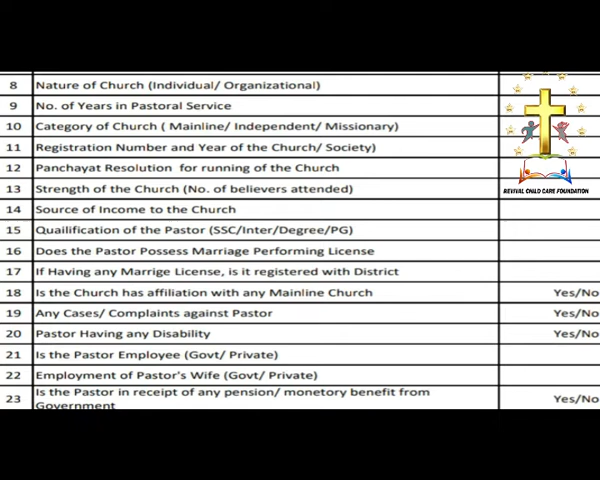 8 Nature of Church (Individual/ Organizational)
9 No. of Years in Pastoral Service
10 Category of Church ( Mainline/ Independent/ Missionary)
11 Registration Number and Year of the Church/ Society)
12 Panchayat Resolution for running of the Church
13 Strength of the Church (No. of believers attended)
REVIVAL CHILD CARE FOUNDATION
14 Source of Income to the Church
15 Quailification of the Pastor (SSC/Inter/Degree/PG)
16 Does the Pastor Possess Marriage Performing License
17 If Having any Marrige License, is it registered with District
18 Is the Church has affiliation with any Mainline Church Yes/No
19 Any Cases/ Complaints against Pastor Yes/No
20 Pastor Having any Disability Yes/No
21 Is the Pastor Employee (Govt/ Private)
22 Employment of Pastor's Wife (Govt/ Private)
23 Is the Pastor in receipt of any pension/ monetory benefit from Yes/No
Government